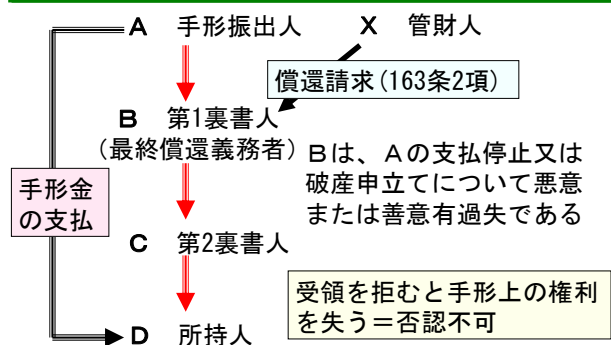 A 手形振出人 X 管財人
償還請求(163条2項)
B 第1裏書人
(最終償還義務者)
Bは、Aの支払停止又は
破産申立てについて悪意
または善意有過失である
手形金
の支払
C 第2裏書人
受領を拒むと手形上の権利
を失う＝否認不可
D 所持人